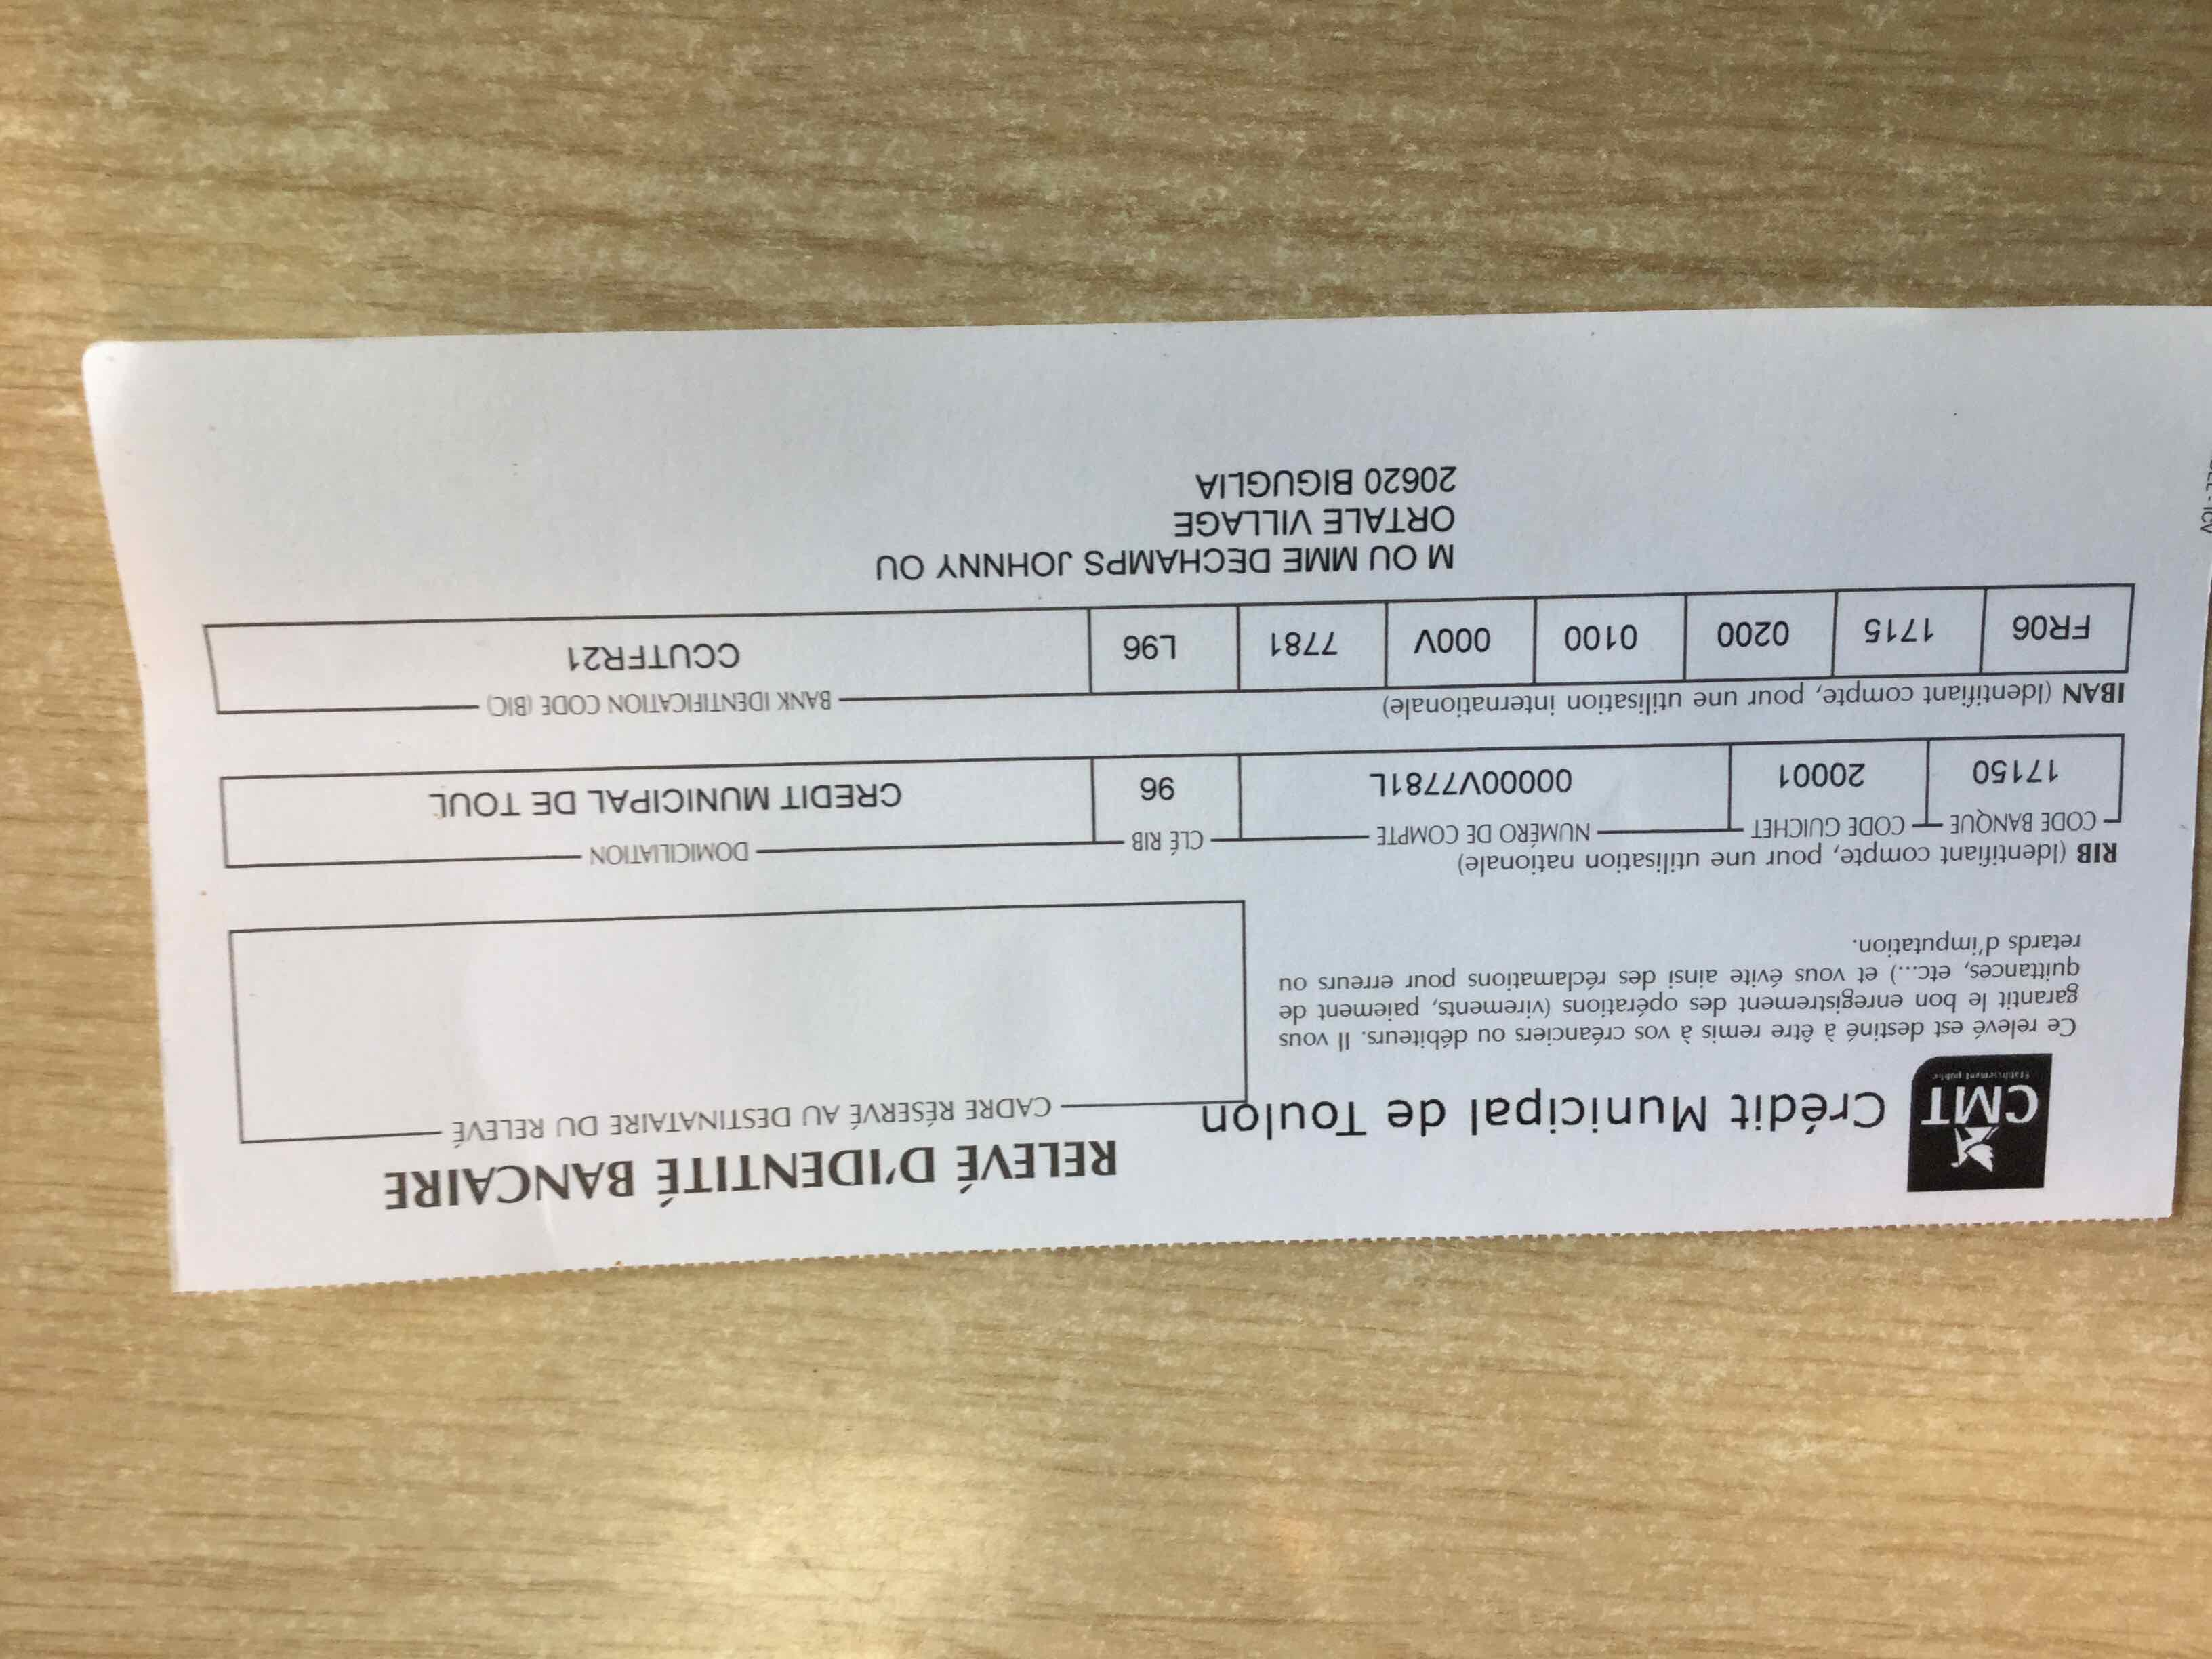 CMT
Etablissement public
Crédit Municipal de Toulon
RELEVÉ D'IDENTITÉ BANCAIRE
Ce relevé est destiné à être remis à vos créanciers ou débiteurs. Il vous
garantit le bon enregistrement des opérations (virements, paiement de
quittances, etc...) et vous évite ainsi des réclamations pour erreurs ou
retards d'imputation.
CADRE RÉSERVÉ AU DESTINATAIRE DU RELEVÉ
RIB (Identifiant compte, pour une utilisation nationale)
CODE BANQUE CODE GUICHET NUMÉRO DE COMPTE CLÉ RIB DOMICILIATION
17150 20001 00000V7781L 96 CREDIT MUNICIPAL DE TOUL
IBAN (Identifiant compte, pour une utilisation internationale) BANK IDENTIFICATION CODE (BIC)
FR06 1715 0200 0100 000V 7781 L96 CCUTFR21
M OU MME DECHAMPS JOHNNY OU
ORTALE VILLAGE
20620 BIGUGLIA